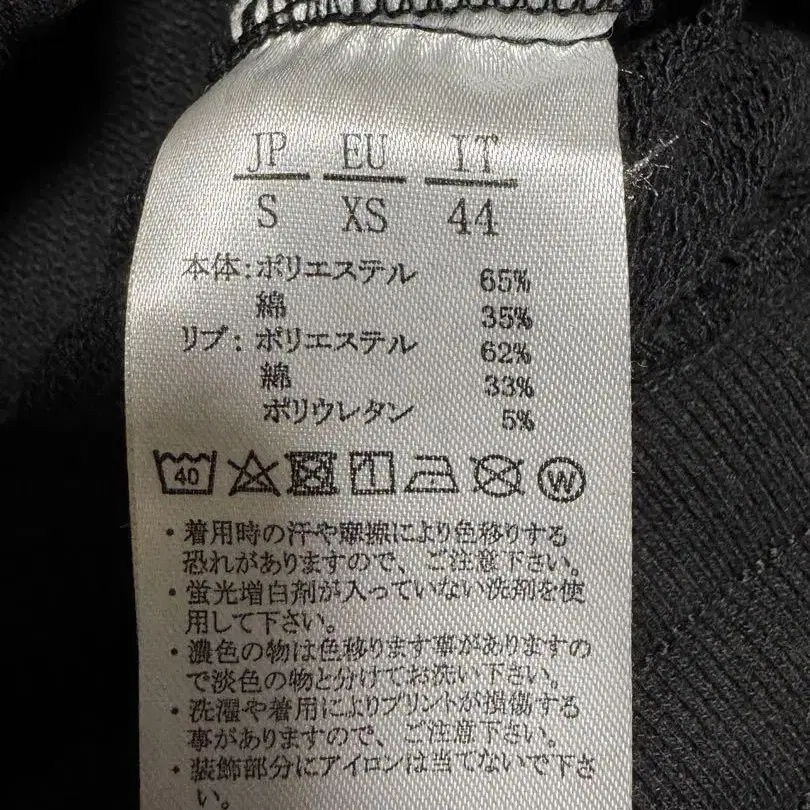 JP EU IT
S XS 44
本体:ポリエステル 65%
綿 35%
リブ:ポリエステル 62%
綿 33%
ポリウレタン 5%
40 W
・着用時の汗や摩擦により色移りする
恐れがありますので、ご注意下さい。
・蛍光増白剤が入っていない洗剤を使
用して下さい。
・濃色の物は色移ります事がありますの
で淡色の物と分けてお洗い下さい。
・洗濯や着用によりプリントが損傷する
事がありますので、ご注意下さい。
・装飾部分にアイロンは当てないで下さ
い。